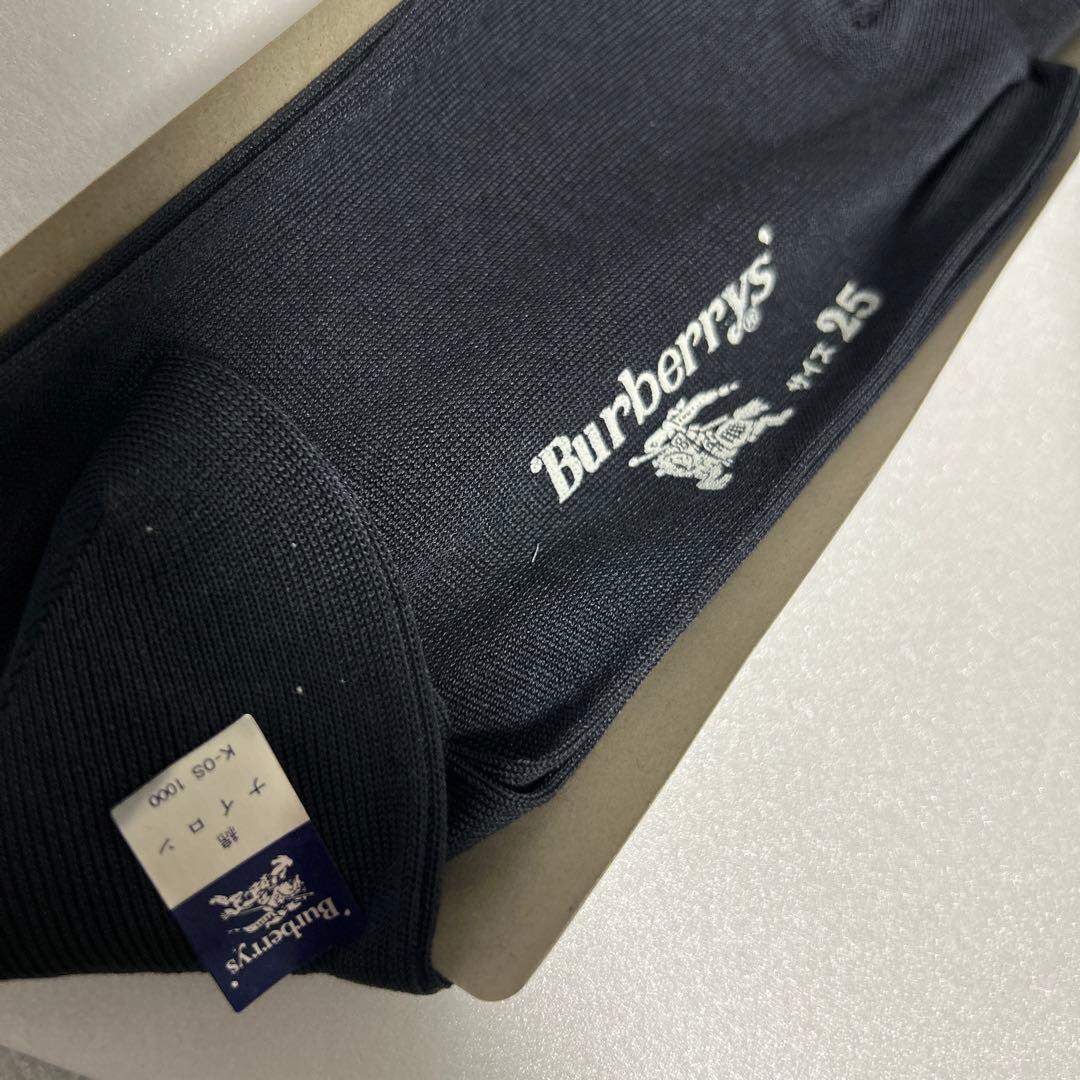 'Burberrys'®
サイズ 25
'Burberrys'
綿
ナイロン
K-OS 1000